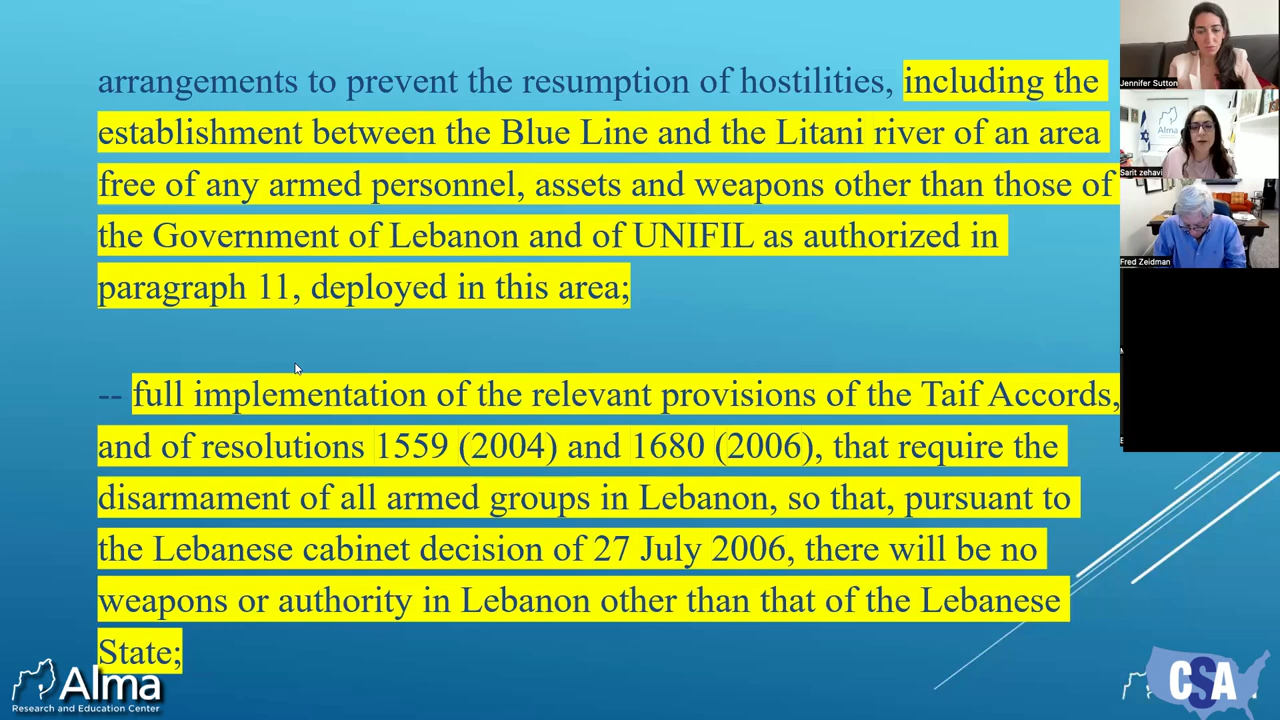 arrangements to prevent the resumption of hostilities, including the
establishment between the Blue Line and the Litani river of an area
free of any armed personnel, assets and weapons other than those of
the Government of Lebanon and of UNIFIL as authorized in
paragraph 11, deployed in this area;
-- full implementation of the relevant provisions of the Taif Accords,
and of resolutions 1559 (2004) and 1680 (2006), that require the
disarmament of all armed groups in Lebanon, so that, pursuant to
the Lebanese cabinet decision of 27 July 2006, there will be no
weapons or authority in Lebanon other than that of the Lebanese
State;
Jennifer Sutton
Alma
Sarit zehavi
Fred Zeidman
Alma
Research and Education Center
CSA